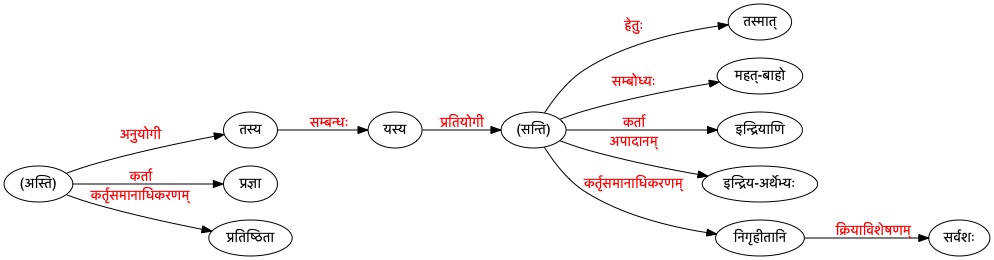 तस्मात्
हेतुः
महत्-बाहो
सम्बोध्यः
तस्य
सम्बन्धः
यस्य
प्रतियोगी
(सन्ति)
कर्ता
इन्द्रियाणि
अनुयोगी
अपादानम्
(अस्ति)
कर्ता
प्रज्ञा
इन्द्रिय-अर्थेभ्यः
कर्तृसमानाधिकरणम्
कर्तृसमानाधिकरणम्
प्रतिष्ठिता
निगृहीतानि
क्रियाविशेषणम्
सर्वशः